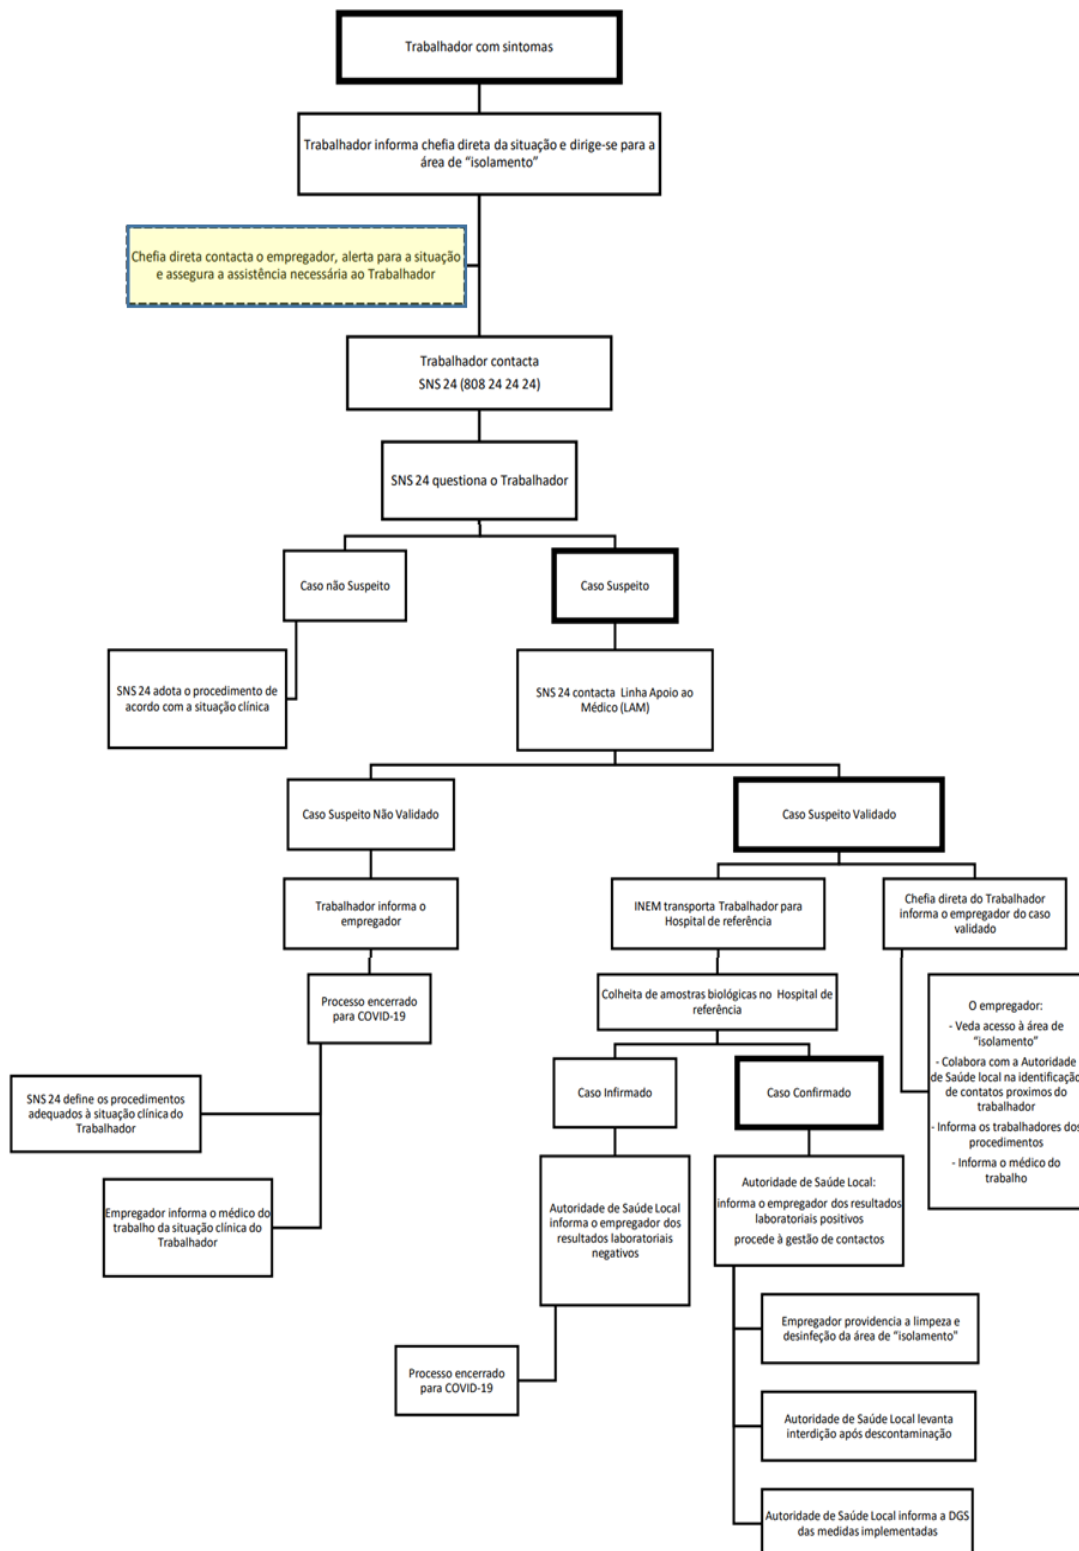 Trabalhador com sintomas
Trabalhador informa chefia direta da situação e dirige-se para a
área de “isolamento”
Chefia direta contacta o empregador, alerta para a situação
e assegura a assistência necessária ao Trabalhador
Trabalhador contacta
SNS 24 (808 24 24 24)
SNS 24 questiona o Trabalhador
Caso não Suspeito
Caso Suspeito
SNS 24 adota o procedimento de
acordo com a situação clínica
SNS 24 contacta Linha Apoio ao
Médico (LAM)
Caso Suspeito Não Validado
Caso Suspeito Validado
Trabalhador informa o
empregador
INEM transporta Trabalhador para
Hospital de referência
Chefia direta do Trabalhador
informa o empregador do caso
validado
Processo encerrado
para COVID-19
Colheita de amostras biológicas no Hospital de
referência
O empregador:
- Veda acesso à área de
“isolamento”
- Colabora com a Autoridade
de Saúde local na identificação
de contatos proximos do
trabalhador
- Informa os trabalhadores dos
procedimentos
- Informa o médico do
trabalho
SNS 24 define os procedimentos
adequados à situação clínica do
Trabalhador
Caso Infirmado
Caso Confirmado
Empregador informa o médico do
trabalho da situação clínica do
Trabalhador
Autoridade de Saúde Local
informa o empregador dos
resultados laboratoriais
negativos
Autoridade de Saúde Local:
informa o empregador dos resultados
laboratoriais positivos
procede à gestão de contactos
Processo encerrado
para COVID-19
Empregador providencia a limpeza e
desinfeção da área de “isolamento”
Autoridade de Saúde Local levanta
interdição após descontaminação
Autoridade de Saúde Local informa a DGS
das medidas implementadas